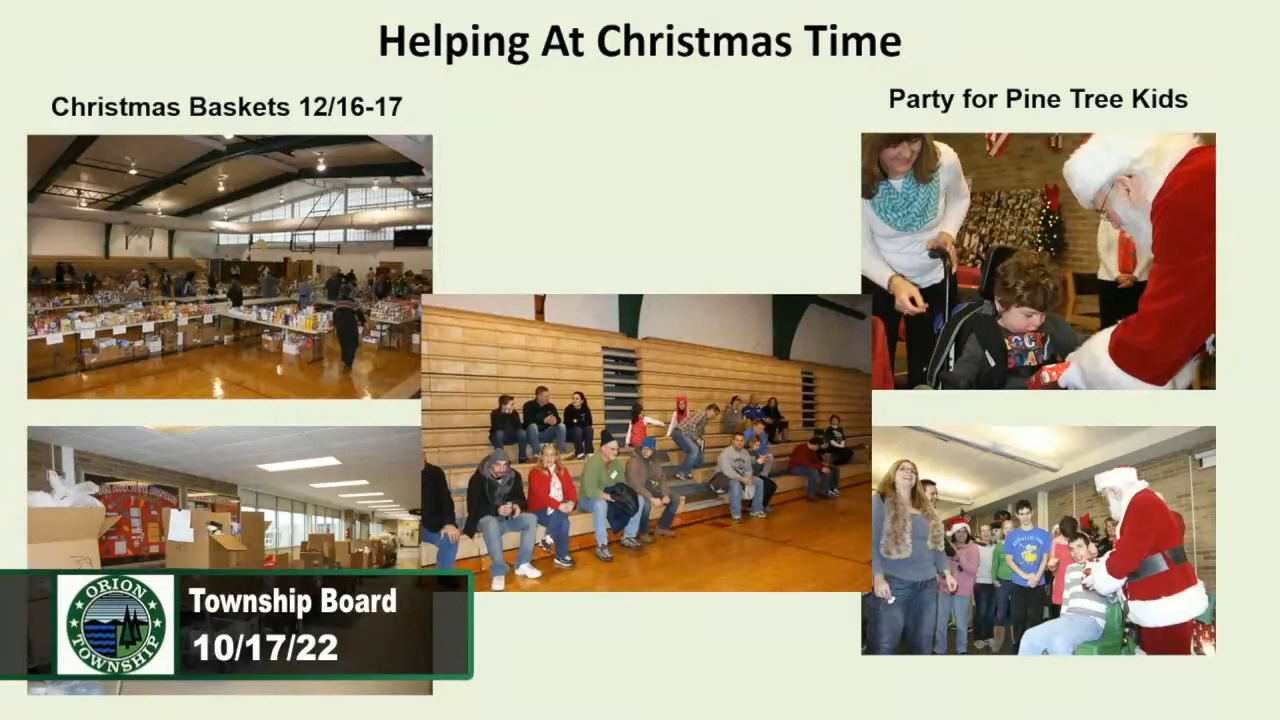 Helping At Christmas Time
Christmas Baskets 12/16-17
Party for Pine Tree Kids
ORION
TOWNSHIP
Township Board
10/17/22